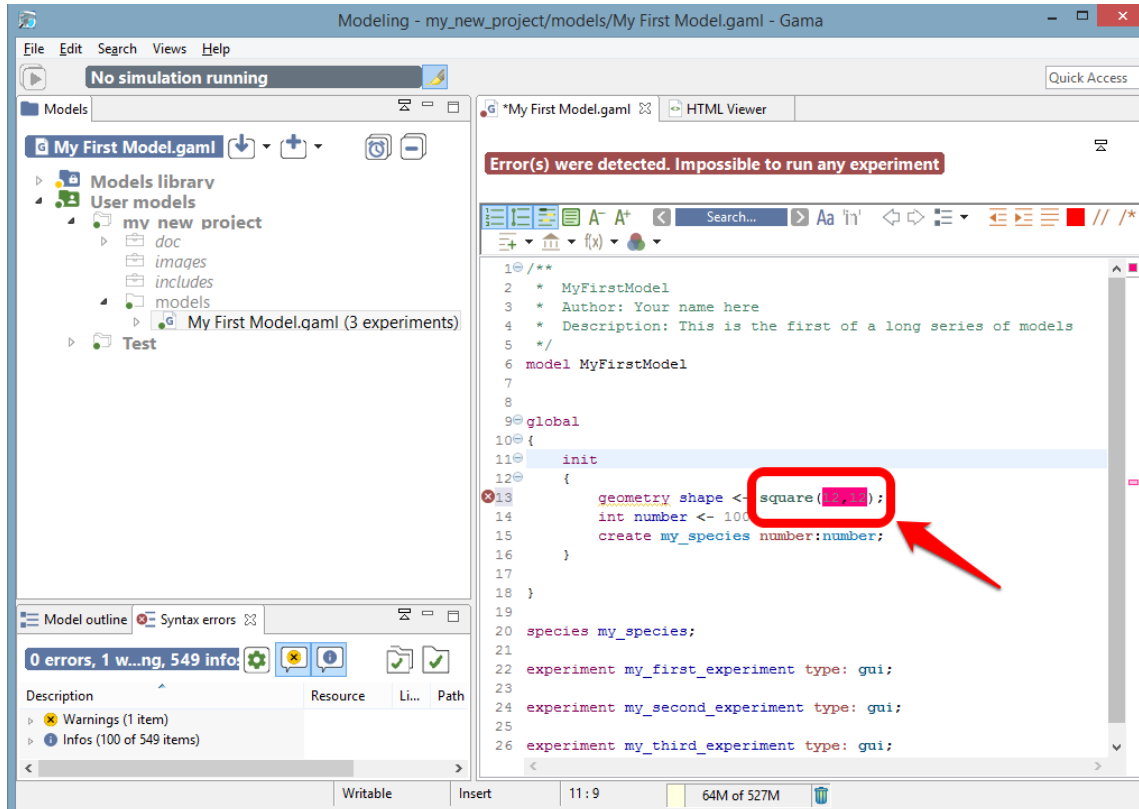 Modeling - my_new_project/models/My First Model.gaml - Gama
File Edit Search Views Help
No simulation running
Quick Access
Models
My First Model.gaml
Models library
User models
my_new_project
doc
images
includes
models
My First Model.gaml (3 experiments)
Test
*My First Model.gaml
HTML Viewer
Error(s) were detected. Impossible to run any experiment
A- A+ Search... Aa 'in' // /*
f(x)
1 /**
2 * MyFirstModel
3 * Author: Your name here
4 * Description: This is the first of a long series of models
5 */
6 model MyFirstModel
7
8
9 global
10 {
11 init
12 {
13 geometry shape <- square(12,12);
14 int number <- 100
15 create my_species number:number;
16 }
17
18 }
19
20 species my_species;
21
22 experiment my_first_experiment type: gui;
23
24 experiment my_second_experiment type: gui;
25
26 experiment my_third_experiment type: gui;
Model outline
Syntax errors
0 errors, 1 w...ng, 549 info:
Description Resource Li... Path
Warnings (1 item)
Infos (100 of 549 items)
Writable Insert 11 : 9 64M of 527M